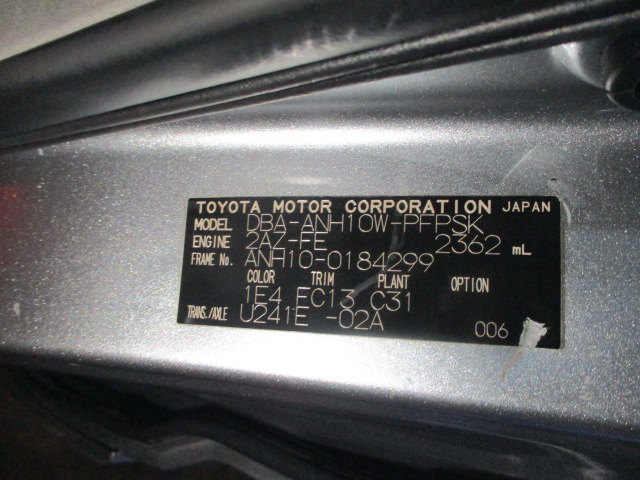 TOYOTA MOTOR CORPORATION JAPAN
MODEL DBA-ANH10W-PFPSK
ENGINE 2AZ-FE 2362 mL
FRAME No. ANH10-0184299
COLOR TRIM PLANT OPTION
1E4 FC13 C31
TRANS./AXLE U241E -02A
006